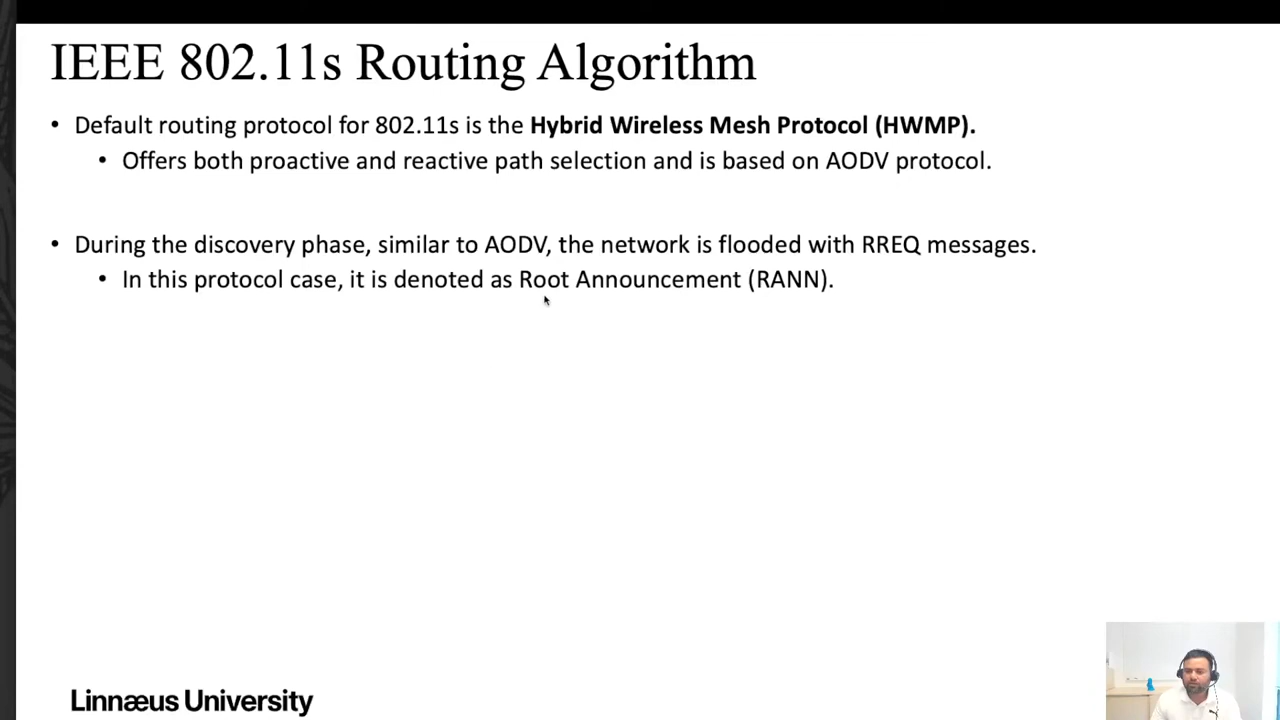 IEEE 802.11s Routing Algorithm
• Default routing protocol for 802.11s is the Hybrid Wireless Mesh Protocol (HWMP).
• Offers both proactive and reactive path selection and is based on AODV protocol.
• During the discovery phase, similar to AODV, the network is flooded with RREQ messages.
• In this protocol case, it is denoted as Root Announcement (RANN).
Linnæus University